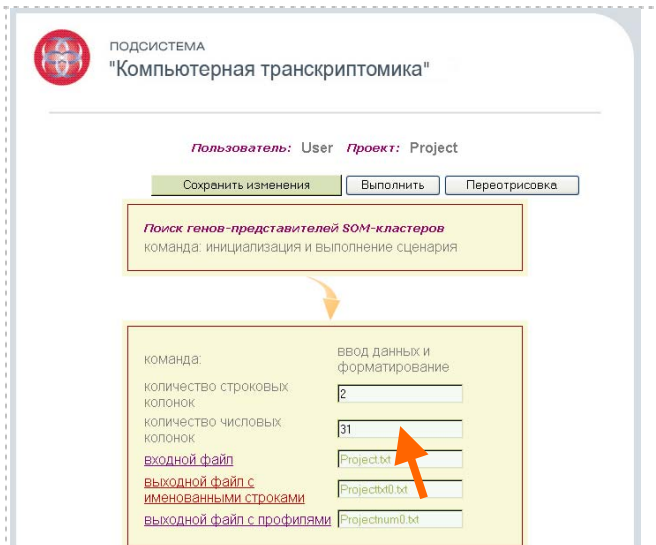 ПОДСИСТЕМА
"Компьютерная транскриптомика"
Пользователь: User Проект: Project
Сохранить изменения Выполнить Переотрисовка
Поиск генов-представителей SOM-кластеров
команда: инициализация и выполнение сценария
команда: ввод данных и
форматирование
количество строковых
колонок 2
количество числовых
колонок 31
входной файл Project.txt
выходной файл с
именованными строками Projecttxt0.txt
выходной файл с профилями Projectnum0.txt